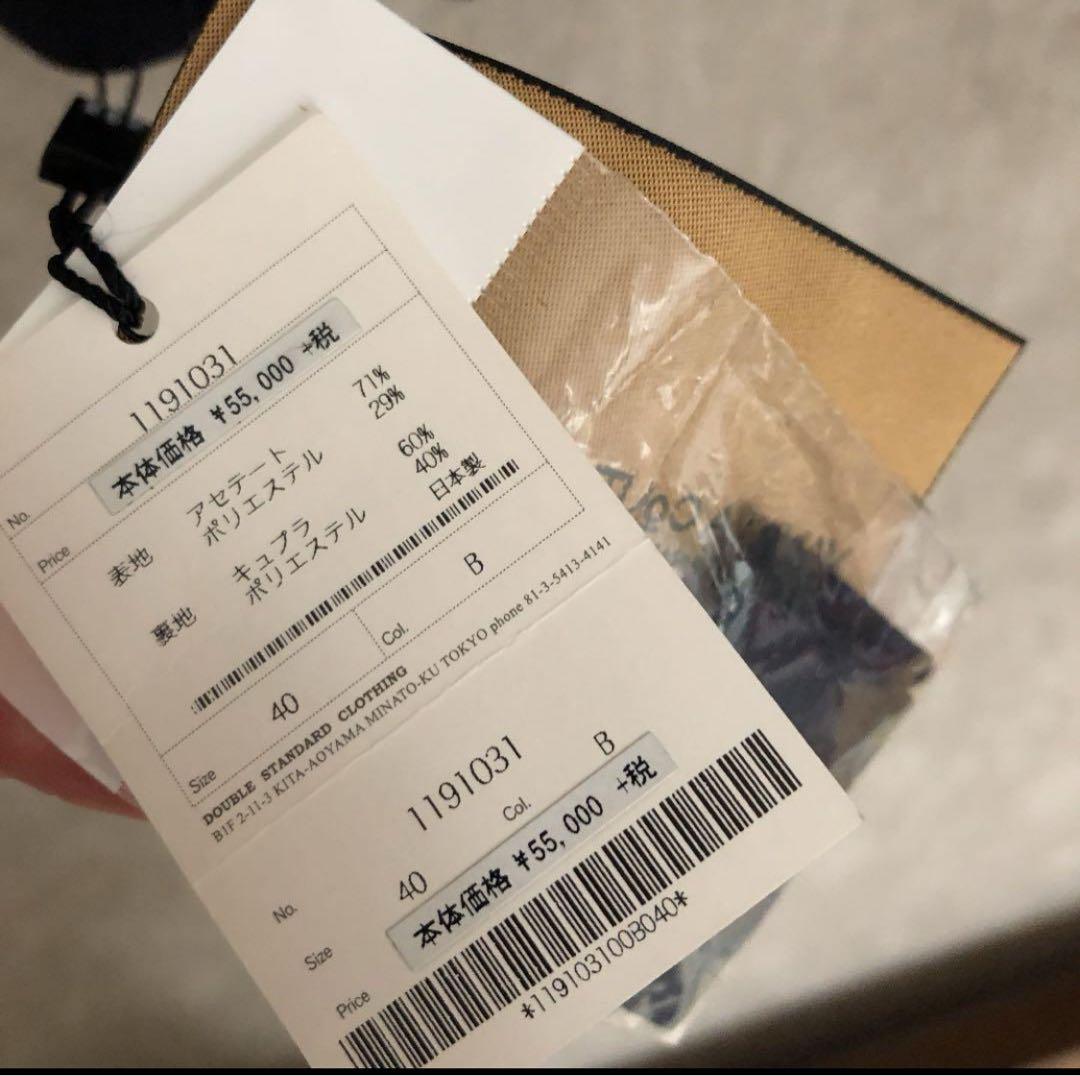 No. 1191031
Price 本体価格 ¥55,000 +税
表地 アセテート 71%
ポリエステル 29%
裏地 キュプラ 60%
ポリエステル 40%
日本製
Size 40 Col. B
DOUBLE STANDARD CLOTHING
B1F 2-11-3 KITA-AOYAMA MINATO-KU TOKYO phone 81-3-5413-4141
No. 1191031
Size 40 Col. B
Price 本体価格 ¥55,000 +税
*119103100B040*